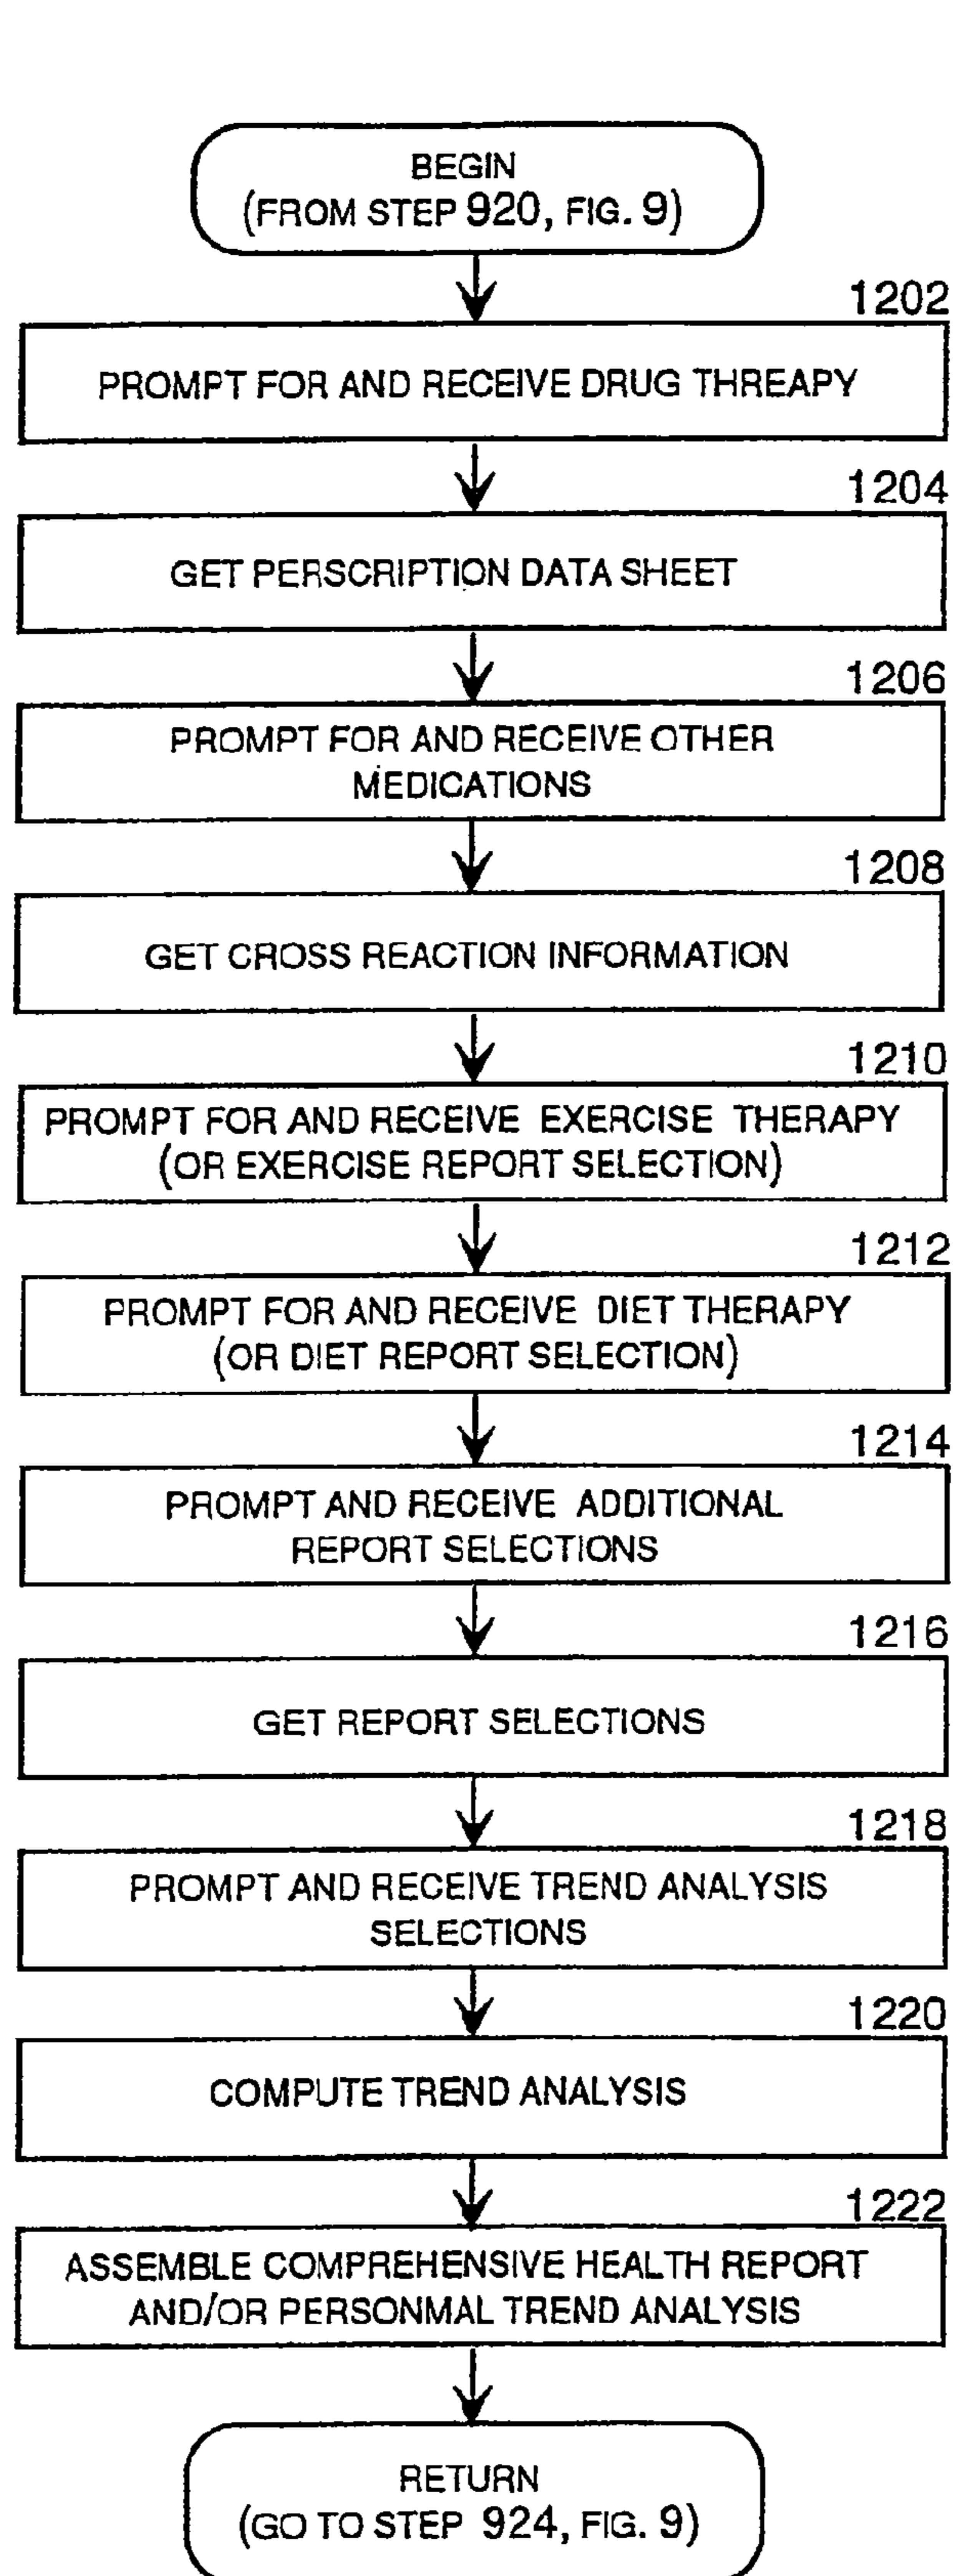 BEGIN
(FROM STEP 920, FIG. 9)
1202
PROMPT FOR AND RECEIVE DRUG THREAPY
1204
GET PERSCRIPTION DATA SHEET
1206
PROMPT FOR AND RECEIVE OTHER
MEDICATIONS
1208
GET CROSS REACTION INFORMATION
1210
PROMPT FOR AND RECEIVE EXERCISE THERAPY
(OR EXERCISE REPORT SELECTION)
1212
PROMPT FOR AND RECEIVE DIET THERAPY
(OR DIET REPORT SELECTION)
1214
PROMPT AND RECEIVE ADDITIONAL
REPORT SELECTIONS
1216
GET REPORT SELECTIONS
1218
PROMPT AND RECEIVE TREND ANALYSIS
SELECTIONS
1220
COMPUTE TREND ANALYSIS
1222
ASSEMBLE COMPREHENSIVE HEALTH REPORT
AND/OR PERSONMAL TREND ANALYSIS
RETURN
(GO TO STEP 924, FIG. 9)